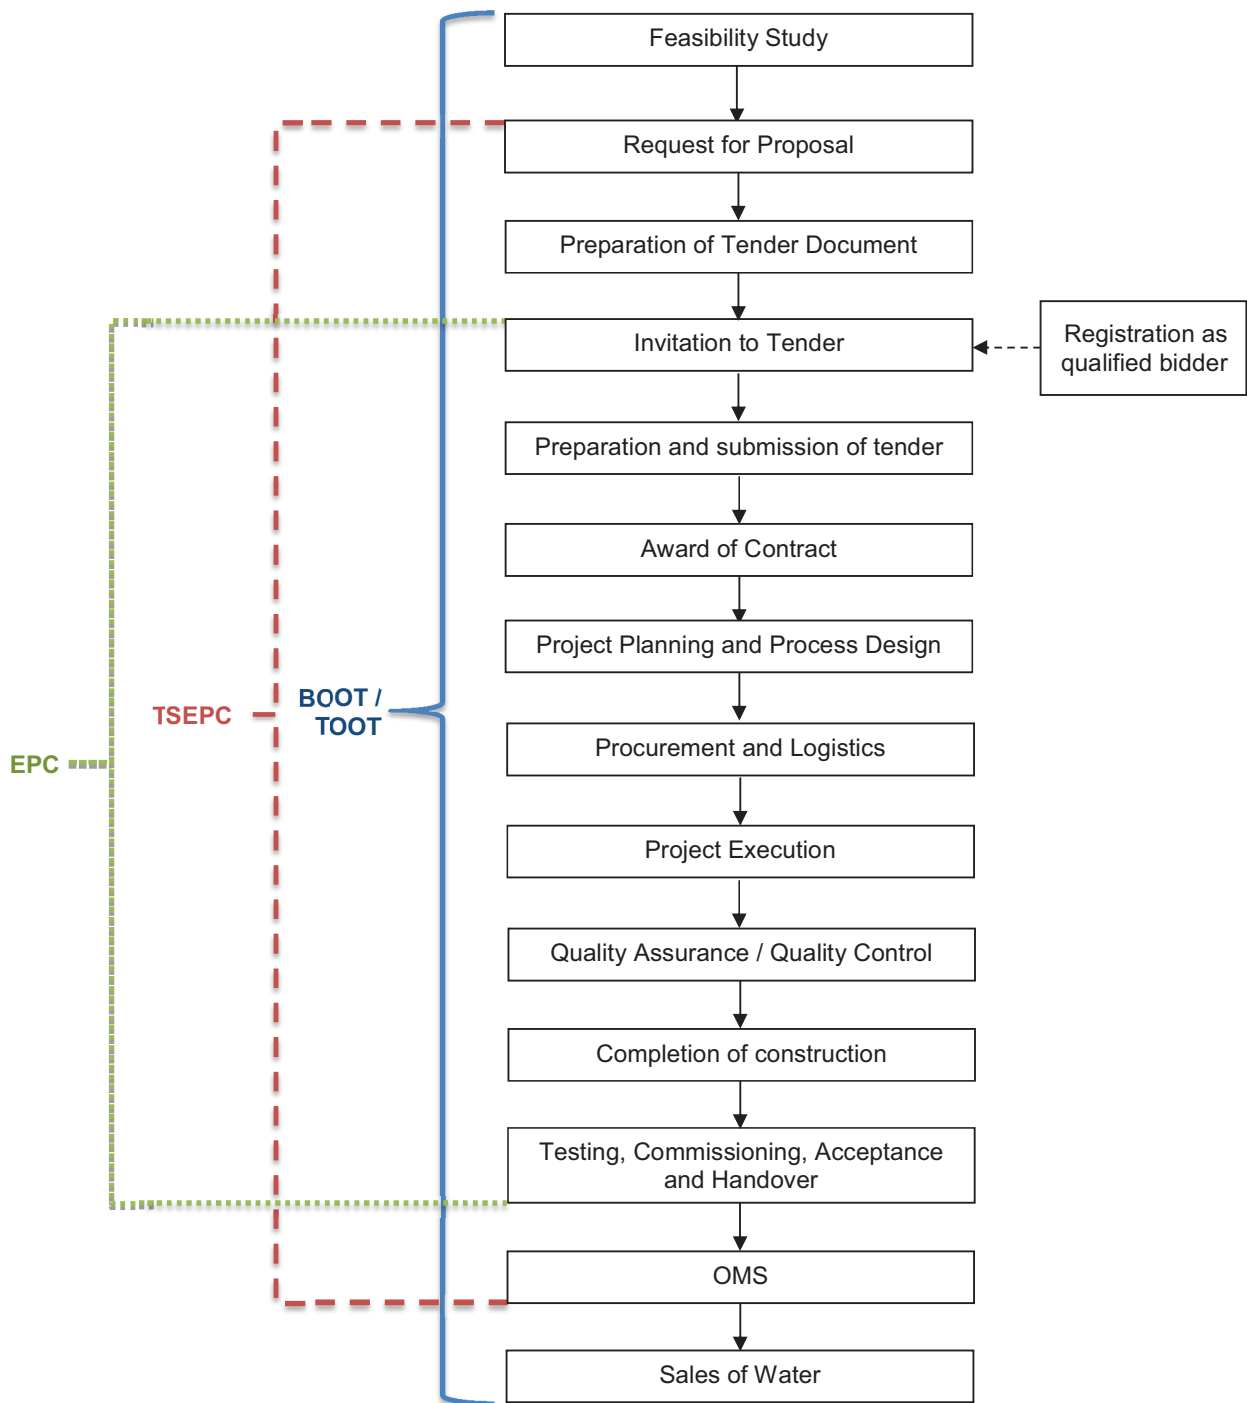 Feasibility Study
Request for Proposal
Preparation of Tender Document
Invitation to Tender
Registration as
qualified bidder
Preparation and submission of tender
Award of Contract
Project Planning and Process Design
BOOT /
TOOT
TSEPC
EPC
Procurement and Logistics
Project Execution
Quality Assurance / Quality Control
Completion of construction
Testing, Commissioning, Acceptance
and Handover
OMS
Sales of Water